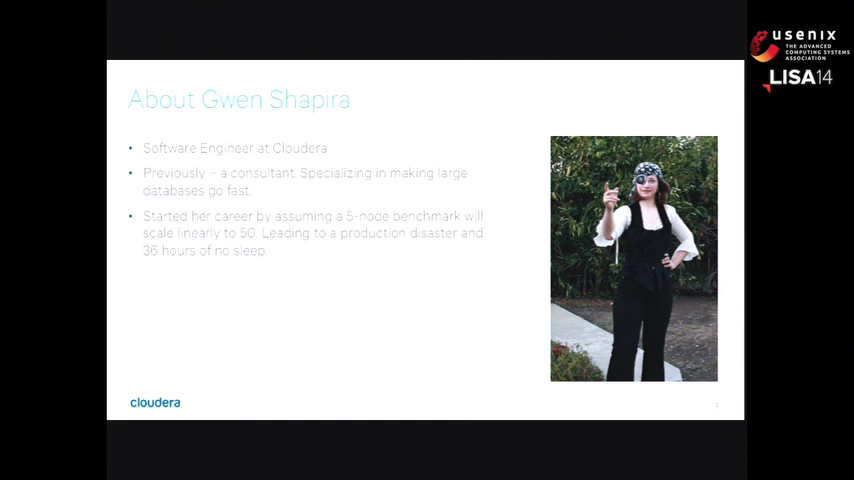 usenix
THE ADVANCED
COMPUTING SYSTEMS
ASSOCIATION
LISA14
About Gwen Shapira
• Software Engineer at Cloudera
• Previously – a consultant. Specializing in making large
databases go fast.
• Started her career by assuming a 5-node benchmark will
scale linearly to 50. Leading to a production disaster and
36 hours of no sleep.
cloudera